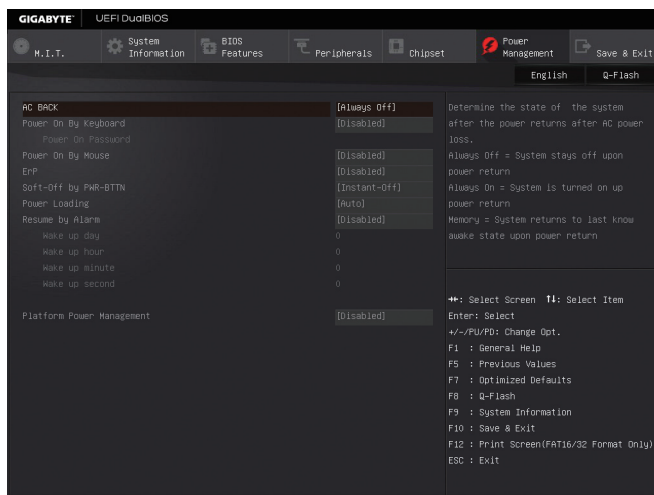 GIGABYTE™ UEFI DualBIOS
M.I.T.
System Information
BIOS Features
Peripherals
Chipset
Power Management
Save & Exit
English Q-Flash
AC BACK [Always Off]
Power On By Keyboard [Disabled]
Power On Password
Power On By Mouse [Disabled]
ErP [Disabled]
Soft-Off by PWR-BTTN [Instant-Off]
Power Loading [Auto]
Resume by Alarm [Disabled]
Wake up day 0
Wake up hour 0
Wake up minute 0
Wake up second 0
Platform Power Management [Disabled]
Determine the state of the system
after the power returns after AC power
loss.
Always Off = System stays off upon
power return
Always On = System is turned on up
power return
Memory = System returns to last know
awake state upon power return
→←: Select Screen ↑↓: Select Item
Enter: Select
+/-/PU/PD: Change Opt.
F1 : General Help
F5 : Previous Values
F7 : Optimized Defaults
F8 : Q-Flash
F9 : System Information
F10 : Save & Exit
F12 : Print Screen(FAT16/32 Format Only)
ESC : Exit